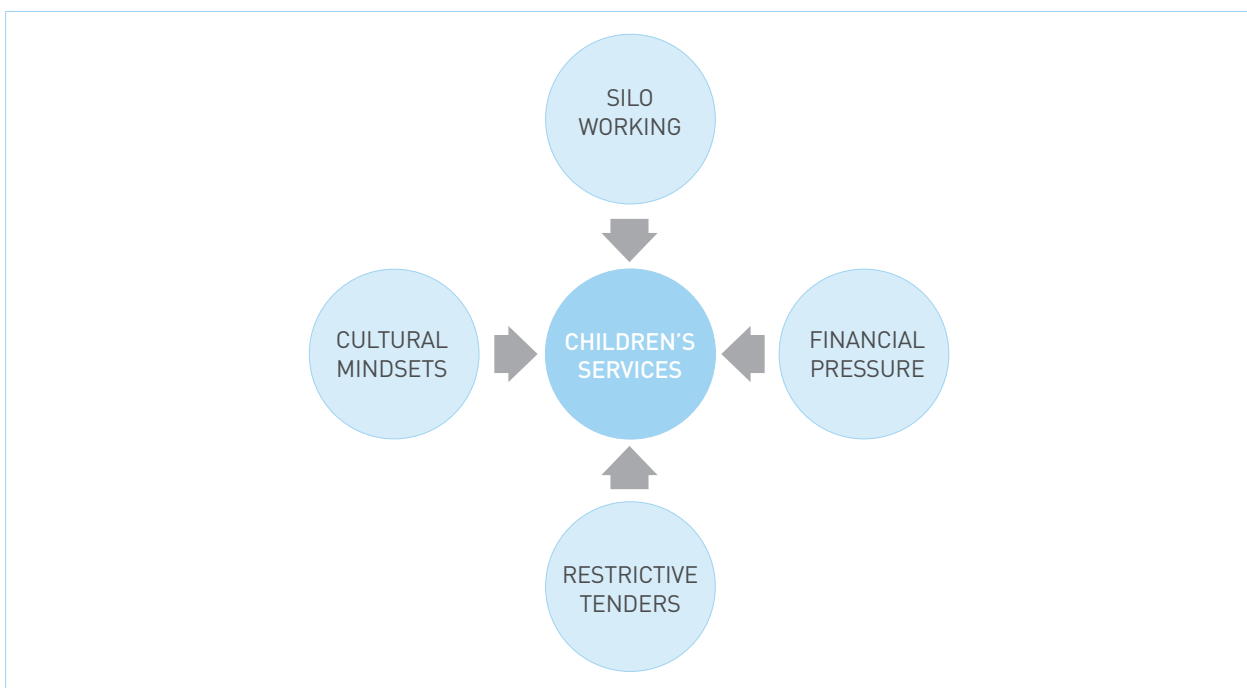 SILO
WORKING
CULTURAL
MINDSETS
CHILDREN'S
SERVICES
FINANCIAL
PRESSURE
RESTRICTIVE
TENDERS